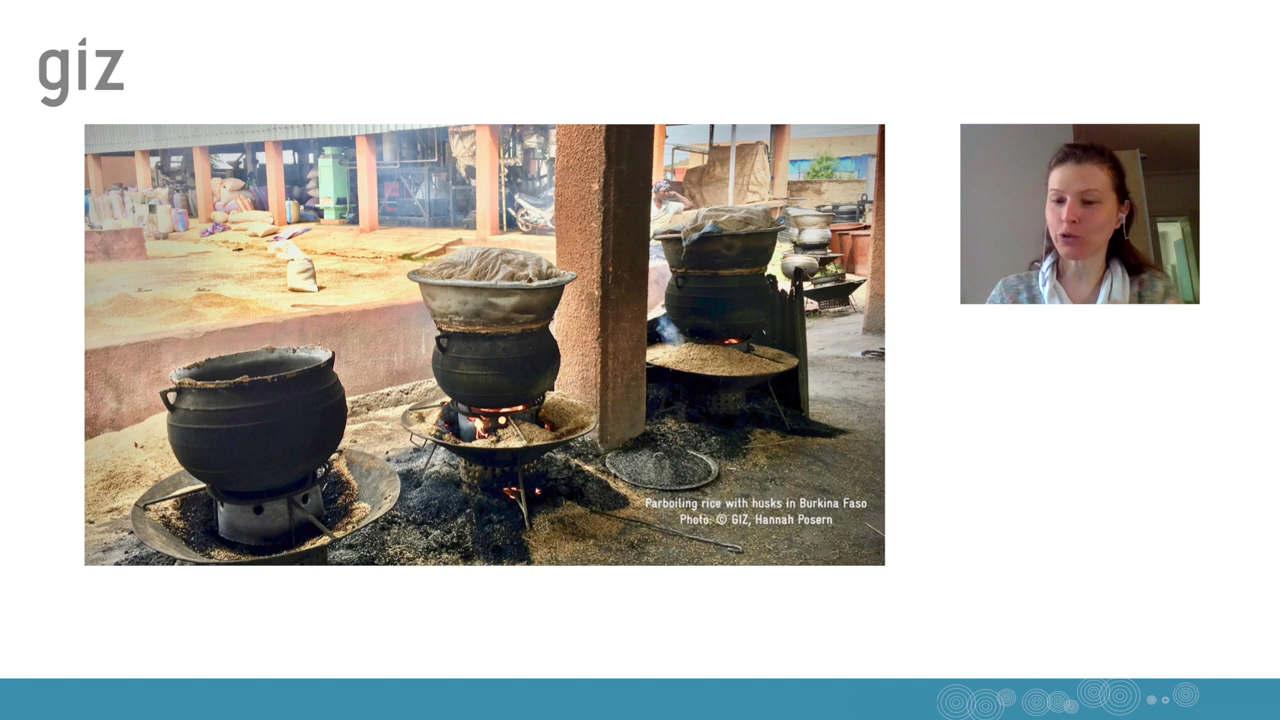 giz
Parboiling rice with husks in Burkina Faso
Photo: © GIZ, Hannah Posern